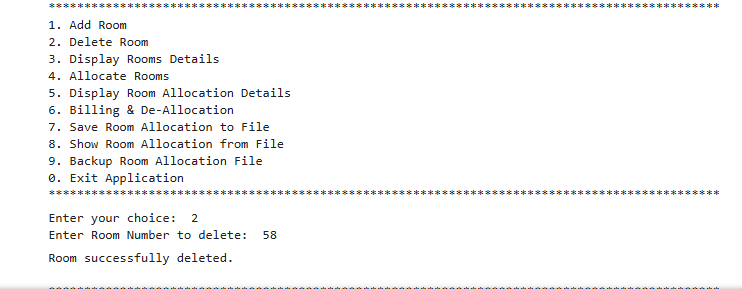 ***********************************************************************************************
1. Add Room
2. Delete Room
3. Display Rooms Details
4. Allocate Rooms
5. Display Room Allocation Details
6. Billing & De-Allocation
7. Save Room Allocation to File
8. Show Room Allocation from File
9. Backup Room Allocation File
0. Exit Application
***********************************************************************************************
Enter your choice:  2
Enter Room Number to delete:  58
Room successfully deleted.
***********************************************************************************************